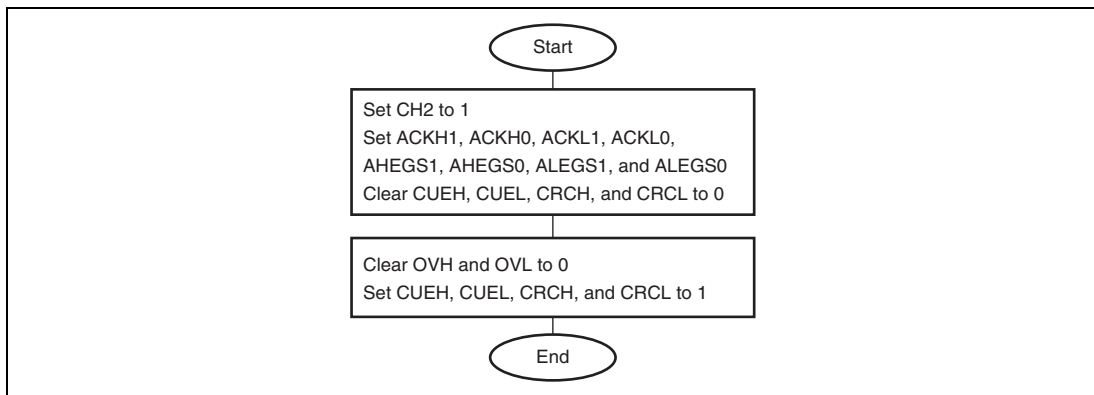 Start
Set CH2 to 1
Set ACKH1, ACKH0, ACKL1, ACKL0,
AHEGS1, AHEGS0, ALEGS1, and ALEGS0
Clear CUEH, CUEL, CRCH, and CRCL to 0
Clear OVH and OVL to 0
Set CUEH, CUEL, CRCH, and CRCL to 1
End